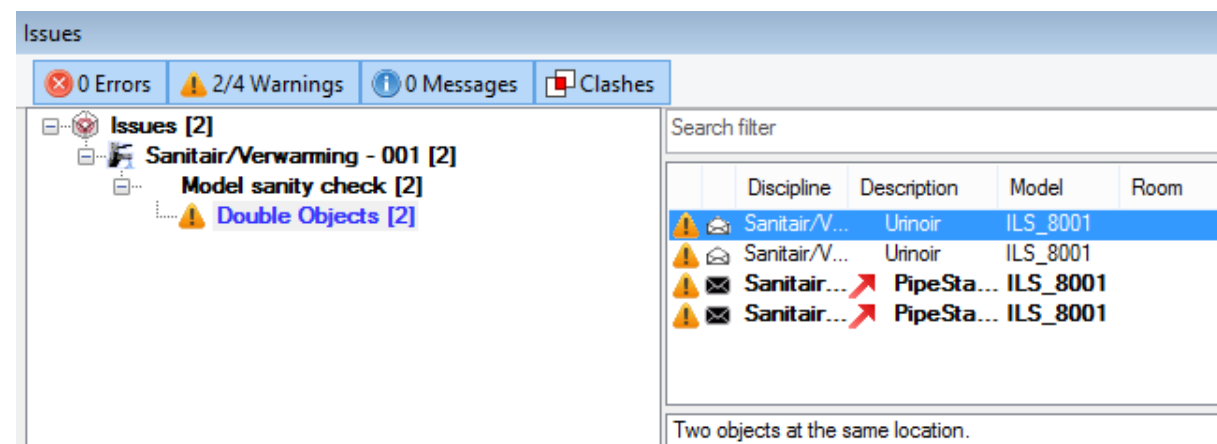 Issues
0 Errors 2/4 Warnings 0 Messages Clashes
Issues [2]
Sanitair/Verwarming - 001 [2]
Model sanity check [2]
Double Objects [2]
Search filter
Discipline Description Model Room
Sanitair/V... Urinoir ILS_8001
Sanitair/V... Urinoir ILS_8001
Sanitair... PipeSta... ILS_8001
Sanitair... PipeSta... ILS_8001
Two objects at the same location.